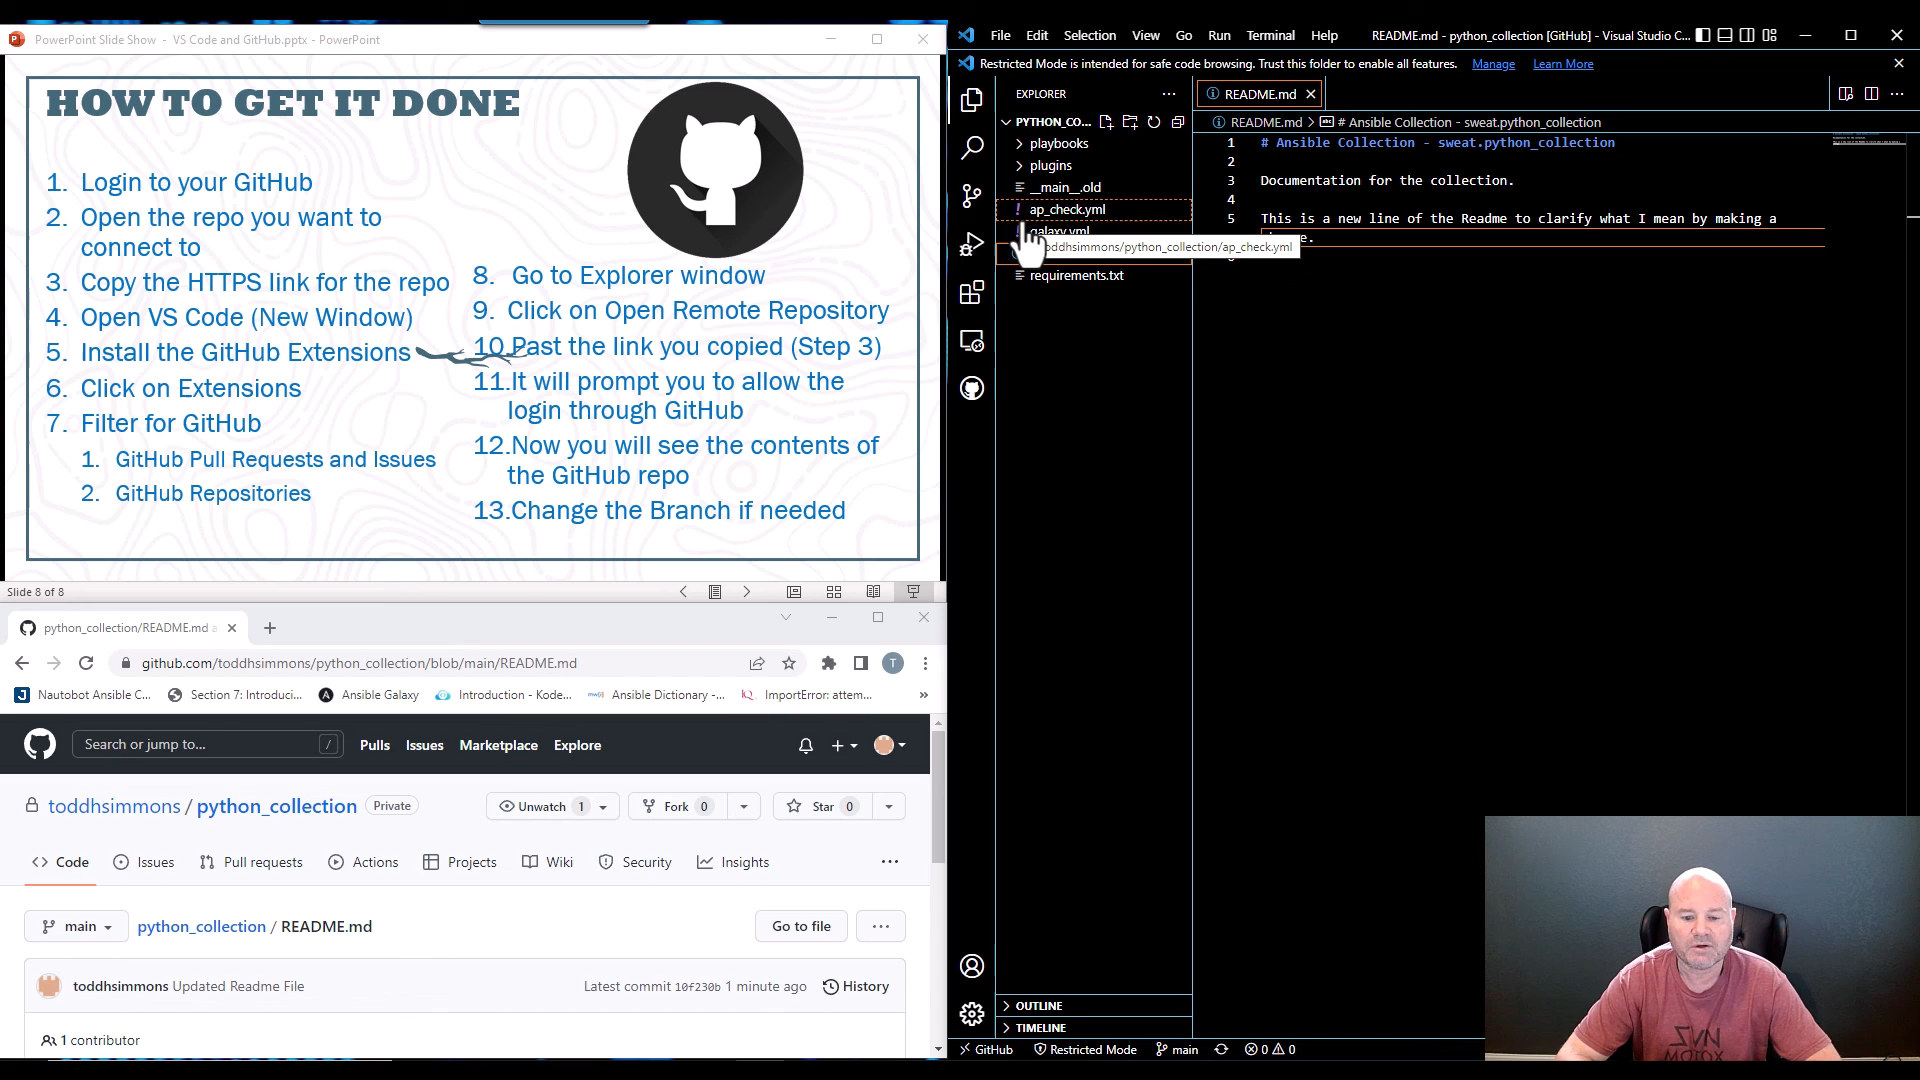 PowerPoint Slide Show - VS Code and GitHub.pptx - PowerPoint
HOW TO GET IT DONE
1. Login to your GitHub
2. Open the repo you want to
connect to
3. Copy the HTTPS link for the repo
4. Open VS Code (New Window)
5. Install the GitHub Extensions
6. Click on Extensions
7. Filter for GitHub
1. GitHub Pull Requests and Issues
2. GitHub Repositories
8. Go to Explorer window
9. Click on Open Remote Repository
10. Past the link you copied (Step 3)
11. It will prompt you to allow the
login through GitHub
12. Now you will see the contents of
the GitHub repo
13. Change the Branch if needed
Slide 8 of 8
python_collection/README.md a
github.com/toddhsimmons/python_collection/blob/main/README.md
T
Nautobot Ansible C... Section 7: Introduci... Ansible Galaxy Introduction - Kode... Ansible Dictionary -... ImportError: attem... »
Search or jump to... / Pulls Issues Marketplace Explore
toddhsimmons / python_collection Private Unwatch 1 Fork 0 Star 0
Code Issues Pull requests Actions Projects Wiki Security Insights ...
main python_collection / README.md Go to file ...
toddhsimmons Updated Readme File Latest commit 10f230b 1 minute ago History
1 contributor
File Edit Selection View Go Run Terminal Help README.md - python_collection [GitHub] - Visual Studio C...
Restricted Mode is intended for safe code browsing. Trust this folder to enable all features. Manage Learn More
EXPLORER ...
PYTHON_CO...
playbooks
plugins
__main__.old
ap_check.yml
galaxy.yml
toddhsimmons/python_collection/ap_check.yml
requirements.txt
OUTLINE
TIMELINE
README.md
README.md > # Ansible Collection - sweat.python_collection
1 # Ansible Collection - sweat.python_collection
2
3 Documentation for the collection.
4
5 This is a new line of the Readme to clarify what I mean by making a
e.
GitHub Restricted Mode main 0 0
SVN
MOTOX